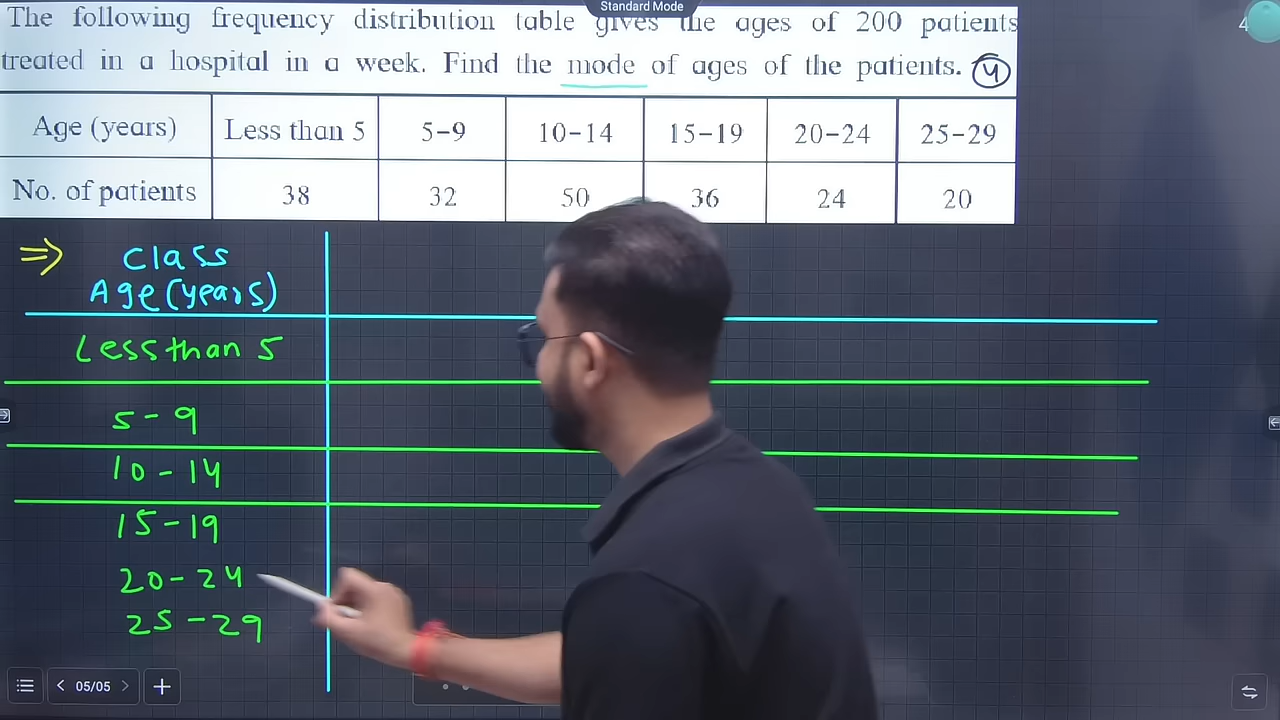 Standard Mode
The following frequency distribution table gives the ages of 200 patients
treated in a hospital in a week. Find the mode of ages of the patients. (4)
Age (years) Less than 5 5-9 10-14 15-19 20-24 25-29
No. of patients 38 32 50 36 24 20
4
⇒ Class
Age (years)
Less than 5
5-9
10-14
15-19
20-24
25-29
05/05